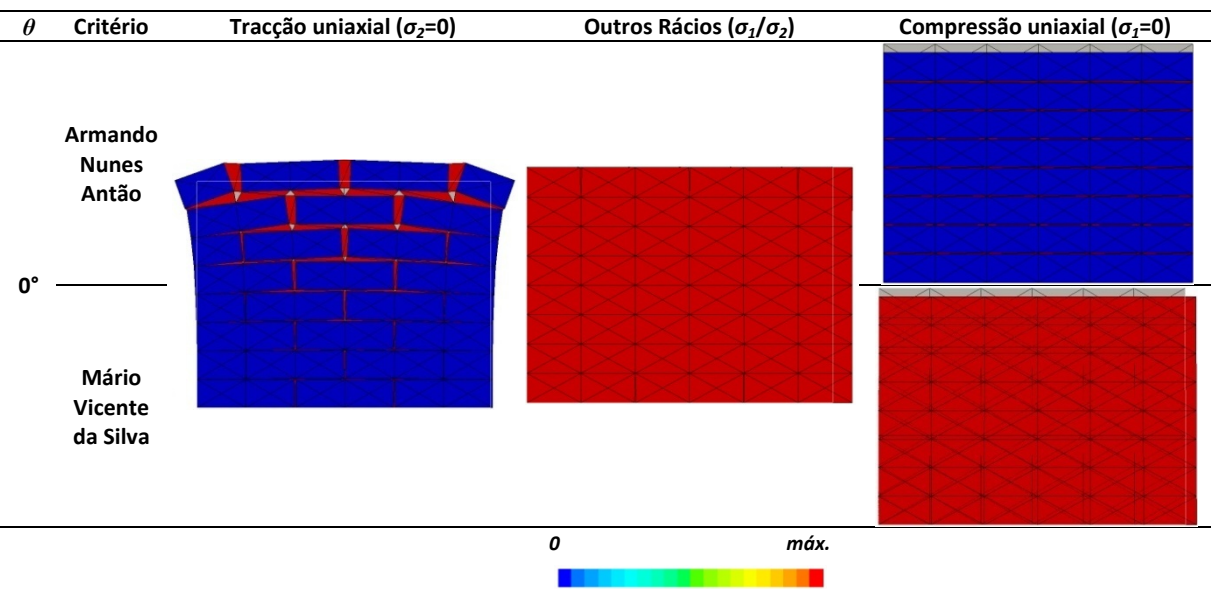 θ Critério Tracção uniaxial (σ2=0) Outros Rácios (σ1/σ2) Compressão uniaxial (σ1=0)
0°
Armando
Nunes
Antão
Mário
Vicente
da Silva
0 máx.